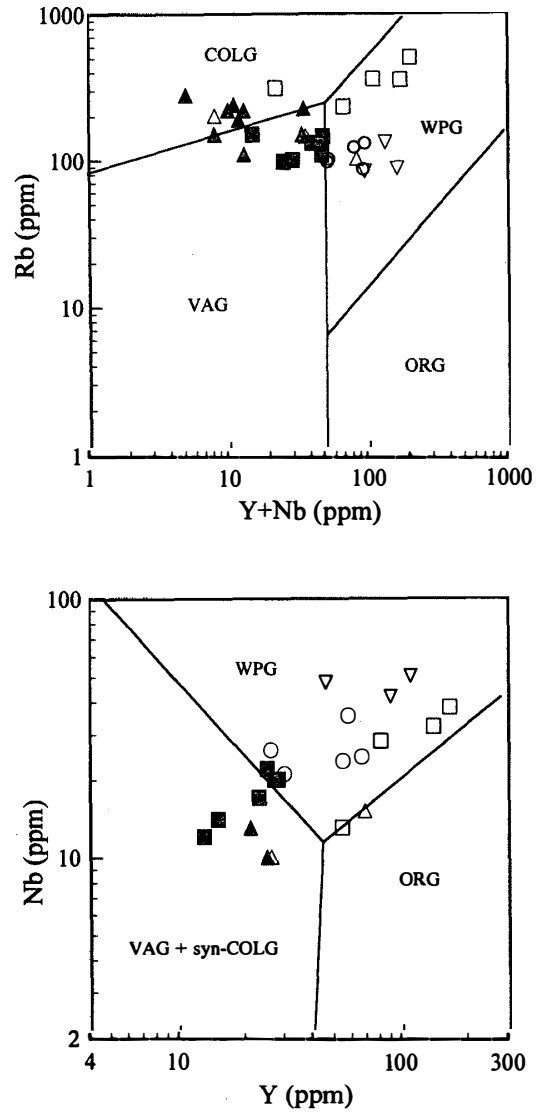 1000
COLG
WPG
100
Rb (ppm)
VAG
10
ORG
1
1 10 100 1000
Y+Nb (ppm)
100
WPG
Nb (ppm)
10
ORG
VAG + syn-COLG
2
4 10 100 300
Y (ppm)